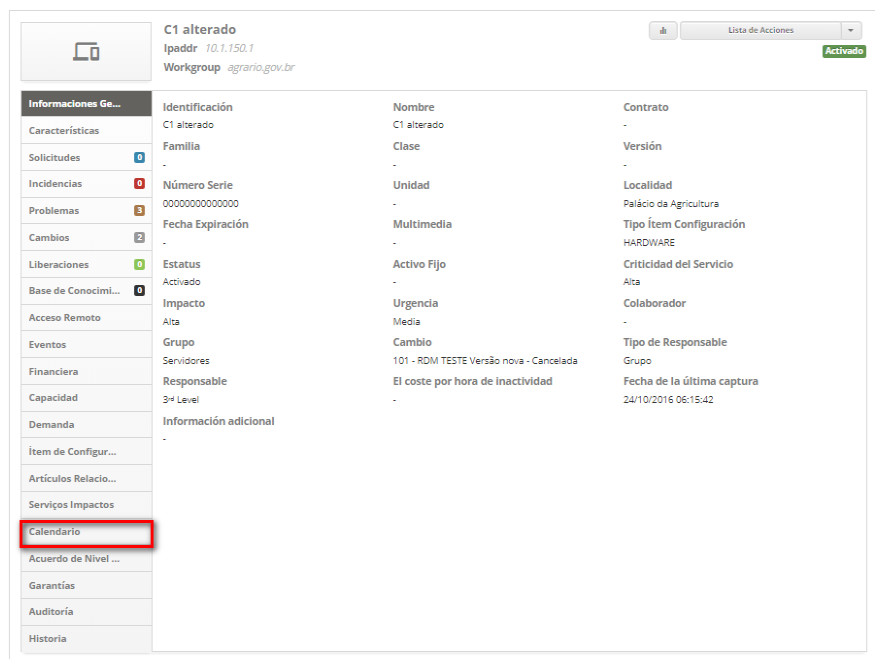 C1 alterado
Ipaddr 10.1.150.1
Workgroup agrario.gov.br
Lista de Acciones
Activado
Informaciones Ge...
Características
Solicitudes 0
Incidencias 0
Problemas 3
Cambios 2
Liberaciones 0
Base de Conocimi... 0
Acceso Remoto
Eventos
Financiera
Capacidad
Demanda
Ítem de Configur...
Artículos Relacio...
Serviços Impactos
Calendario
Acuerdo de Nivel ...
Garantías
Auditoría
Historia
Identificación Nombre Contrato
C1 alterado C1 alterado -
Familia Clase Versión
- - -
Número Serie Unidad Localidad
00000000000000 - Palácio da Agricultura
Fecha Expiración Multimedia Tipo Ítem Configuración
- - HARDWARE
Estatus Activo Fijo Criticidad del Servicio
Activado - Alta
Impacto Urgencia Colaborador
Alta Media -
Grupo Cambio Tipo de Responsable
Servidores 101 - RDM TESTE Versão nova - Cancelada Grupo
Responsable El coste por hora de inactividad Fecha de la última captura
3rd Level - 24/10/2016 06:15:42
Información adicional
-